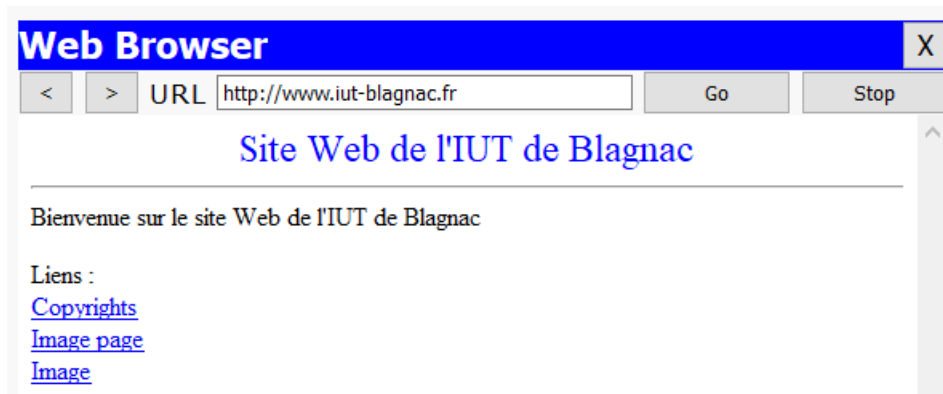 Web Browser X
< > URL http://www.iut-blagnac.fr Go Stop
Site Web de l'IUT de Blagnac
Bienvenue sur le site Web de l'IUT de Blagnac
Liens :
Copyrights
Image page
Image